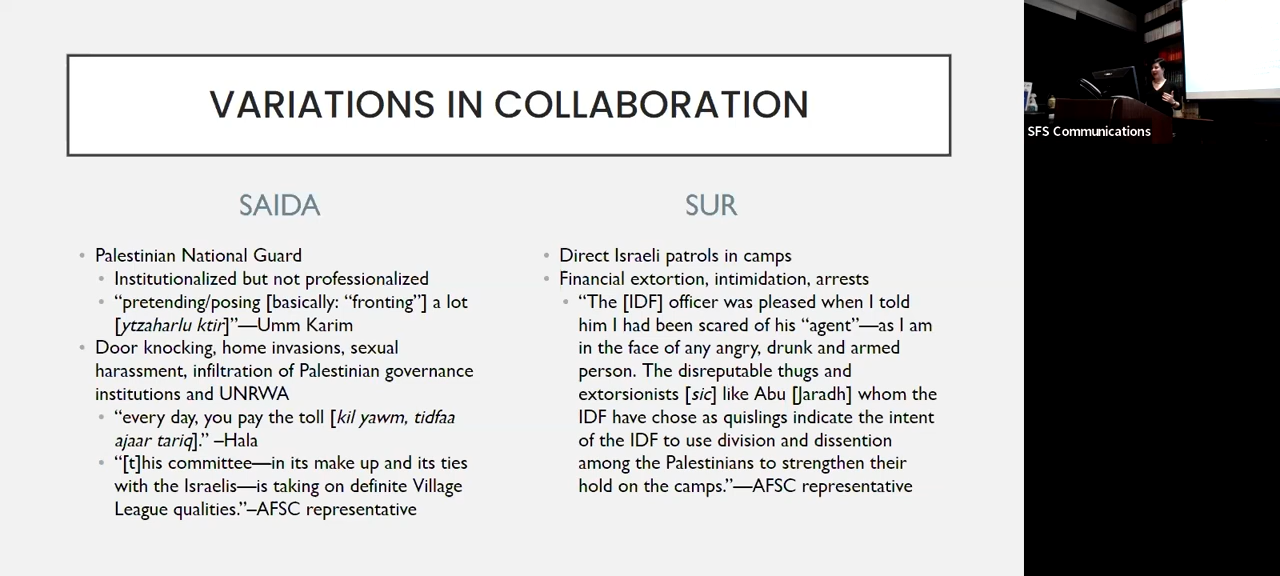 VARIATIONS IN COLLABORATION
SAIDA
• Palestinian National Guard
• Institutionalized but not professionalized
• “pretending/posing [basically: “fronting”] a lot
[ytzaharlu ktir]”—Umm Karim
• Door knocking, home invasions, sexual
harassment, infiltration of Palestinian governance
institutions and UNRWA
• “every day, you pay the toll [kil yawm, tidfaa
ajaar tariq].” –Hala
• “[t]his committee—in its make up and its ties
with the Israelis—is taking on definite Village
League qualities.”–AFSC representative
SUR
• Direct Israeli patrols in camps
• Financial extortion, intimidation, arrests
• “The [IDF] officer was pleased when I told
him I had been scared of his “agent”—as I am
in the face of any angry, drunk and armed
person. The disreputable thugs and
extorsionists [sic] like Abu [Jaradh] whom the
IDF have chose as quislings indicate the intent
of the IDF to use division and dissention
among the Palestinians to strengthen their
hold on the camps.”—AFSC representative
SFS Communications